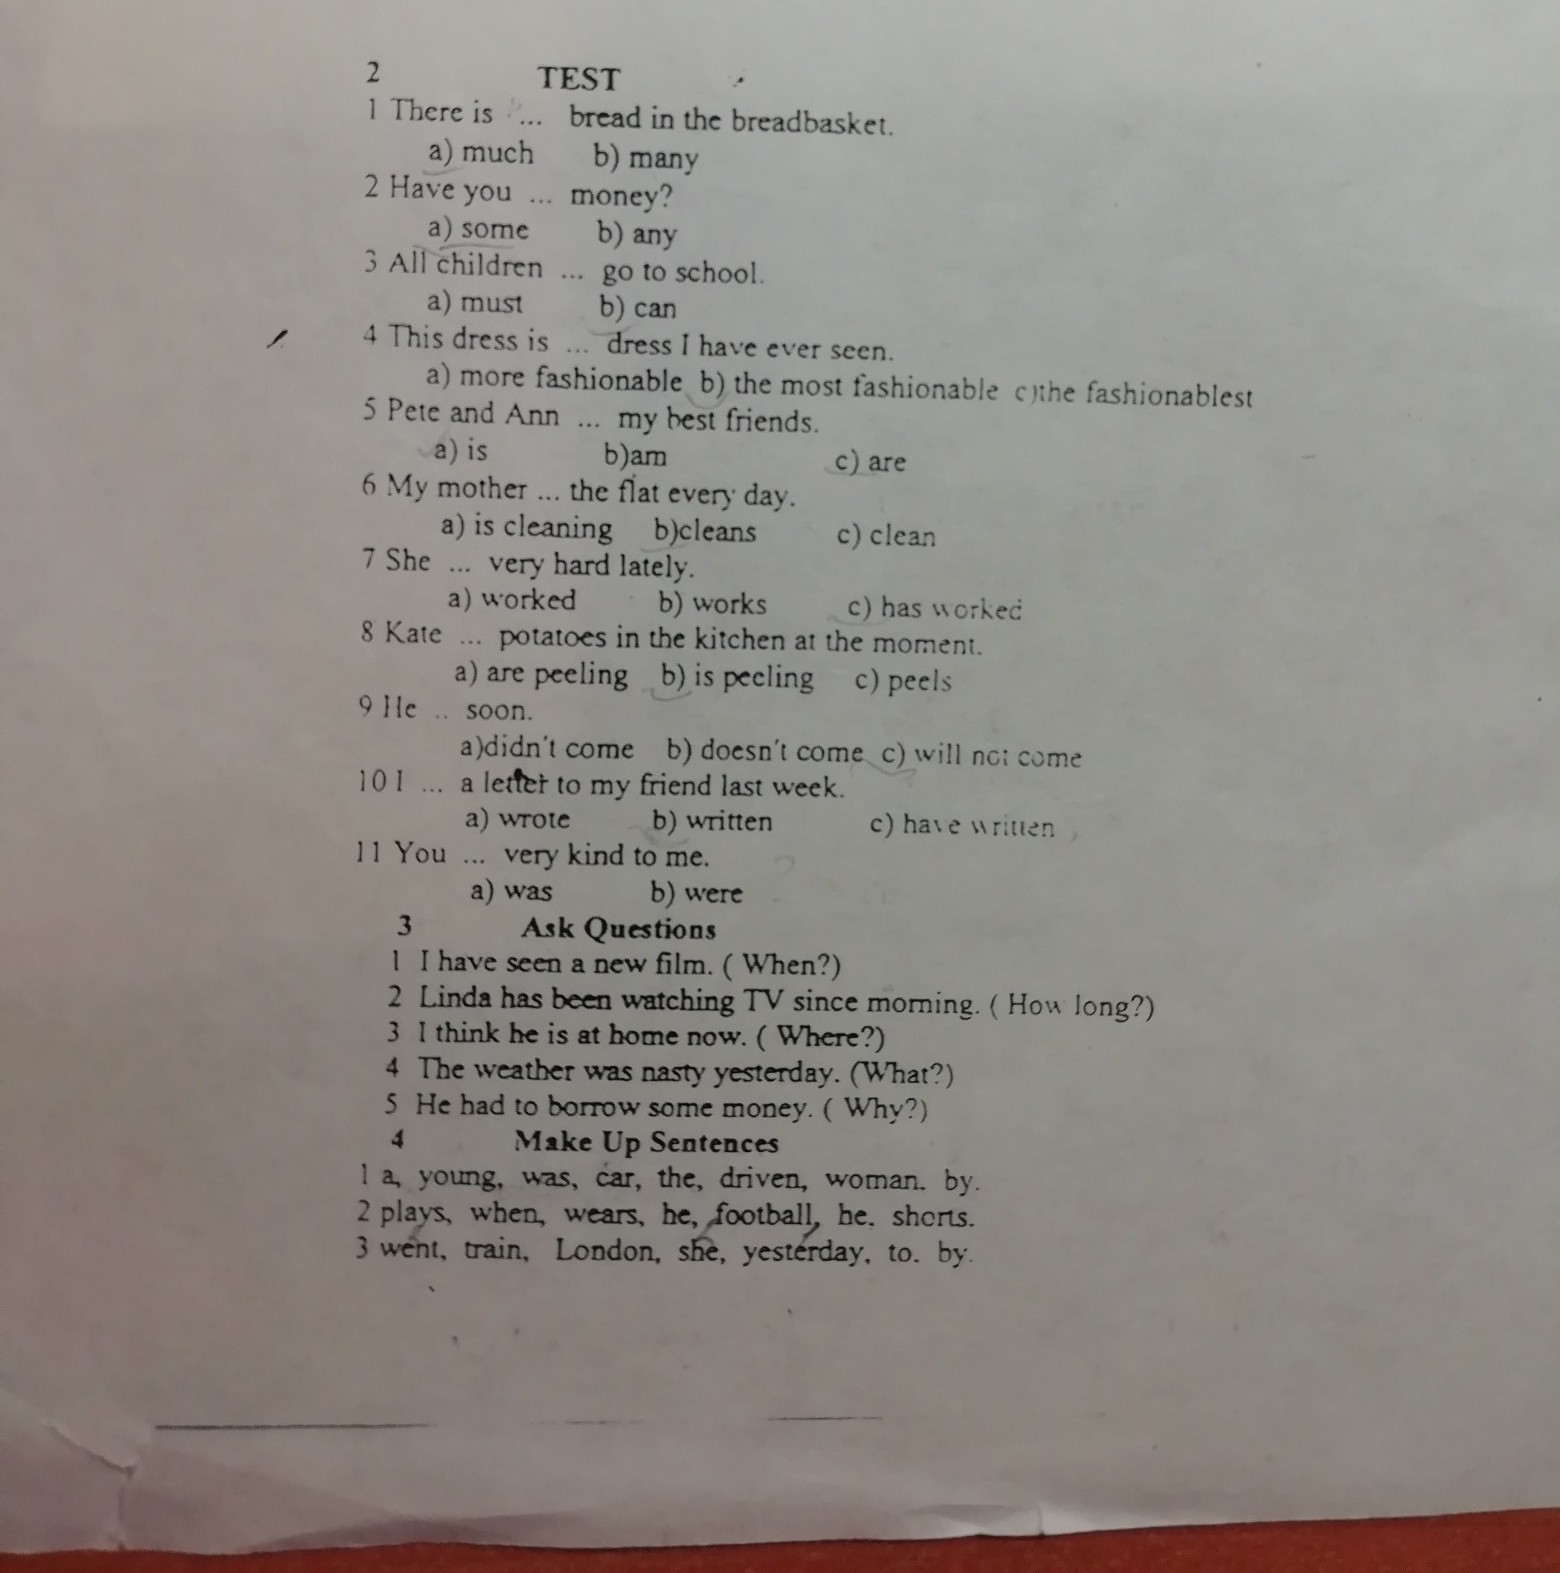 2 TEST
1 There is ... bread in the breadbasket.
a) much b) many
2 Have you ... money?
a) some b) any
3 All children ... go to school.
a) must b) can
4 This dress is ... dress I have ever seen.
a) more fashionable b) the most fashionable c)the fashionablest
5 Pete and Ann ... my best friends.
a) is b)am c) are
6 My mother ... the flat every day.
a) is cleaning b)cleans c) clean
7 She ... very hard lately.
a) worked b) works c) has worked
8 Kate ... potatoes in the kitchen at the moment.
a) are peeling b) is peeling c) peels
9 He .. soon.
a)didn't come b) doesn't come c) will not come
10 I ... a letter to my friend last week.
a) wrote b) written c) have written
11 You ... very kind to me.
a) was b) were
3 Ask Questions
1 I have seen a new film. ( When?)
2 Linda has been watching TV since morning. ( How long?)
3 I think he is at home now. ( Where?)
4 The weather was nasty yesterday. (What?)
5 He had to borrow some money. ( Why?)
4 Make Up Sentences
1 a, young, was, car, the, driven, woman. by.
2 plays, when, wears, he, football, he. shorts.
3 went, train, London, she, yesterday, to. by.